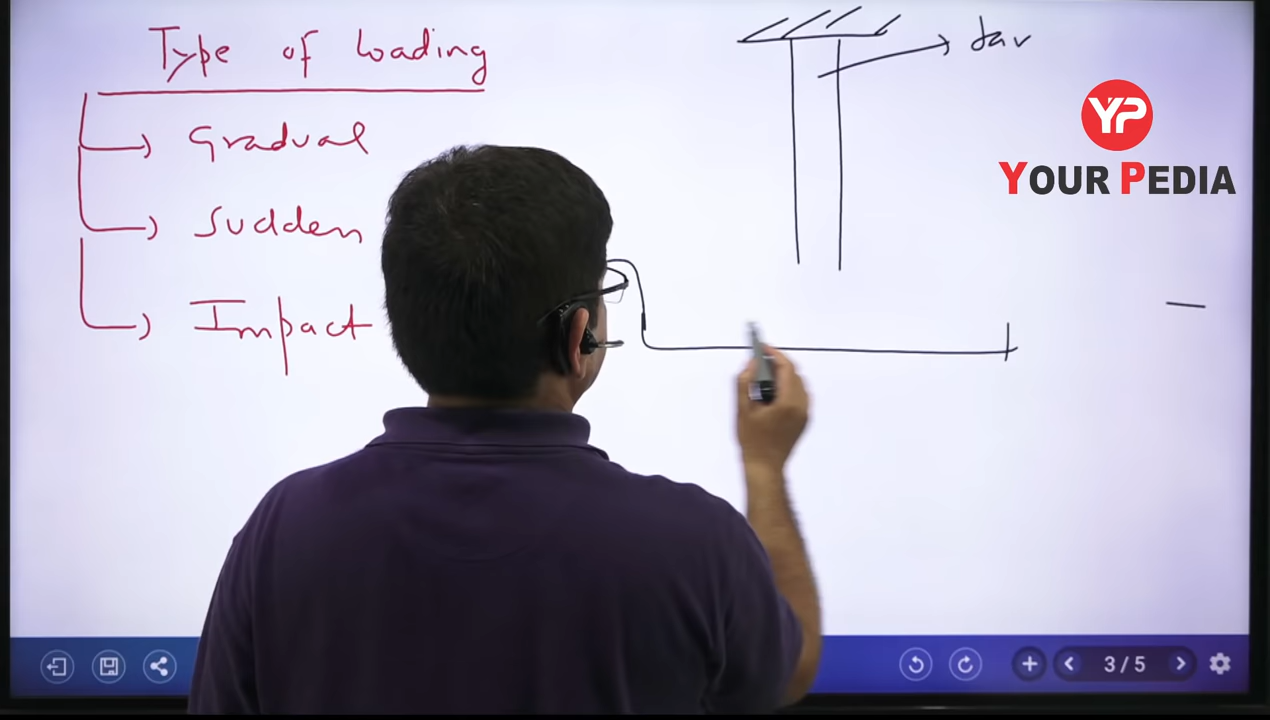 Type of loading
Gradual
Sudden
Impact
bar
YP
YOUR PEDIA
3/5